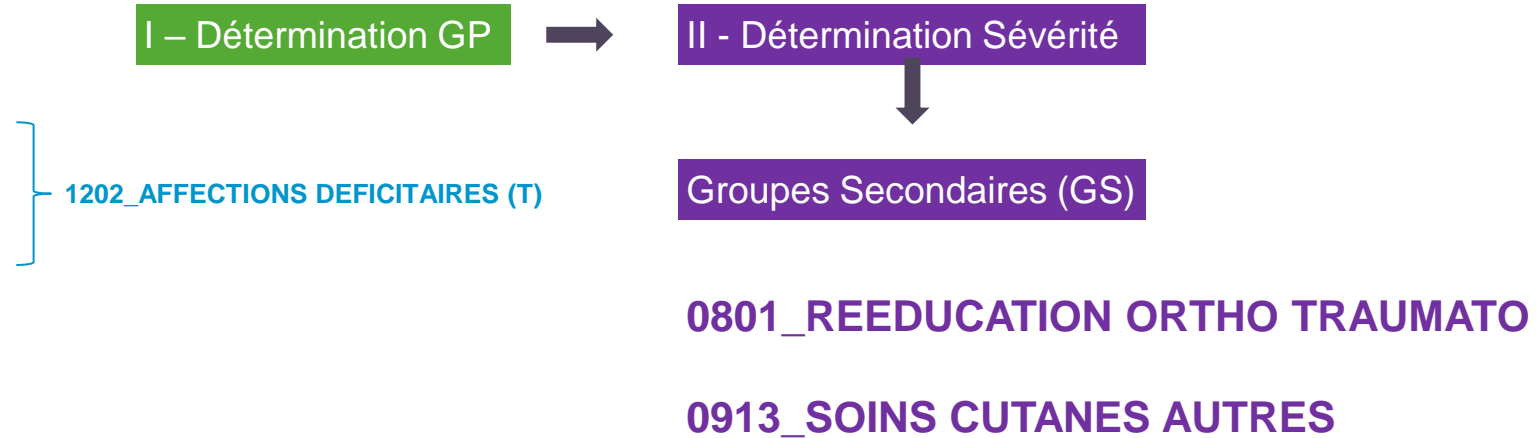 I – Détermination GP
II - Détermination Sévérité
1202_AFFECTIONS DEFICITAIRES (T)
Groupes Secondaires (GS)
0801_REEDUCATION ORTHO TRAUMATO
0913_SOINS CUTANES AUTRES